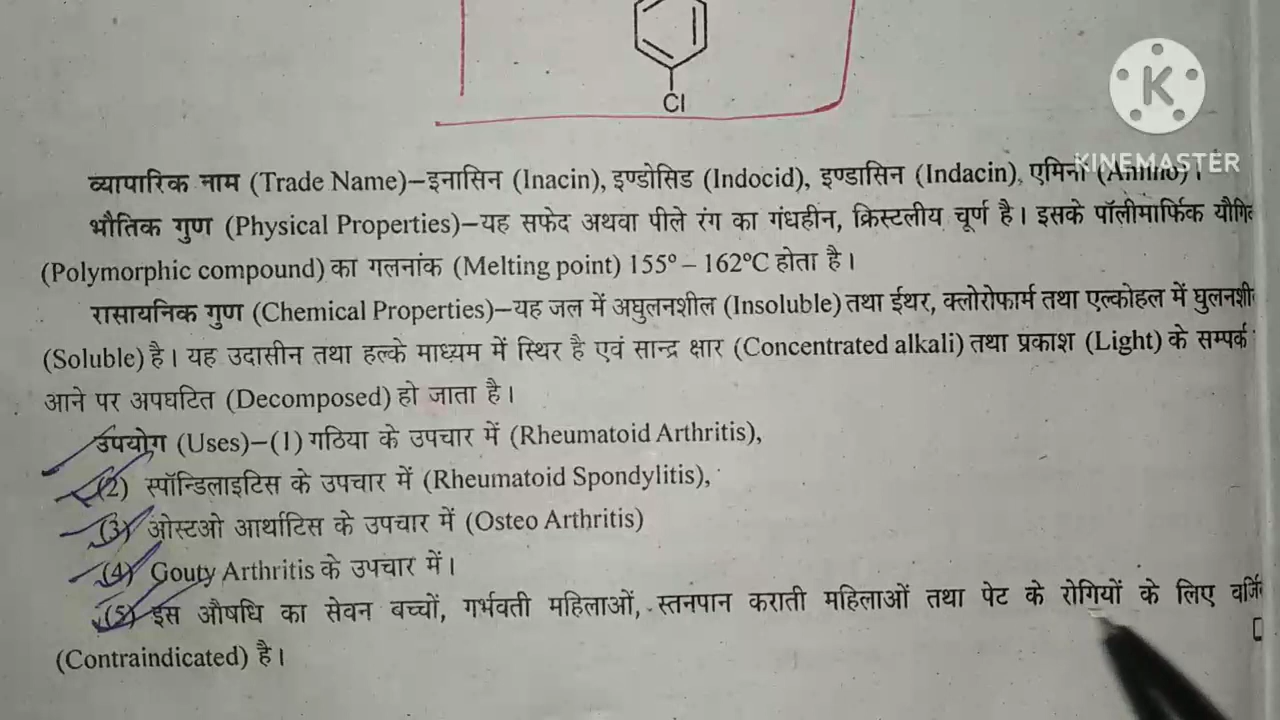 Cl
K
KINEMASTER
व्यापारिक नाम (Trade Name)–इनासिन (Inacin), इण्डोसिड (Indocid), इण्डासिन (Indacin), एमिनो
भौतिक गुण (Physical Properties)–यह सफेद अथवा पीले रंग का गंधहीन, क्रिस्टलीय चूर्ण है। इसके पॉलीमार्फिक
(Polymorphic compound) का गलनांक (Melting point) 155º – 162ºC होता है।
रासायनिक गुण (Chemical Properties)–यह जल में अघुलनशील (Insoluble) तथा ईथर, क्लोरोफार्म तथा एल्कोहल में
(Soluble) है। यह उदासीन तथा हल्के माध्यम में स्थिर है एवं सान्द्र क्षार (Concentrated alkali) तथा प्रकाश (Light) के सम्पर्क
आने पर अपघटित (Decomposed) हो जाता है।
उपयोग (Uses)–(1) गठिया के उपचार में (Rheumatoid Arthritis),
(2) स्पॉन्डिलाइटिस के उपचार में (Rheumatoid Spondylitis),
(3) ओस्टओ आर्थाटिस के उपचार में (Osteo Arthritis)
(4) Gouty Arthritis के उपचार में।
(5) इस औषधि का सेवन बच्चों, गर्भवती महिलाओं, स्तनपान कराती महिलाओं तथा पेट के रोगियों के लिए
(Contraindicated) है।